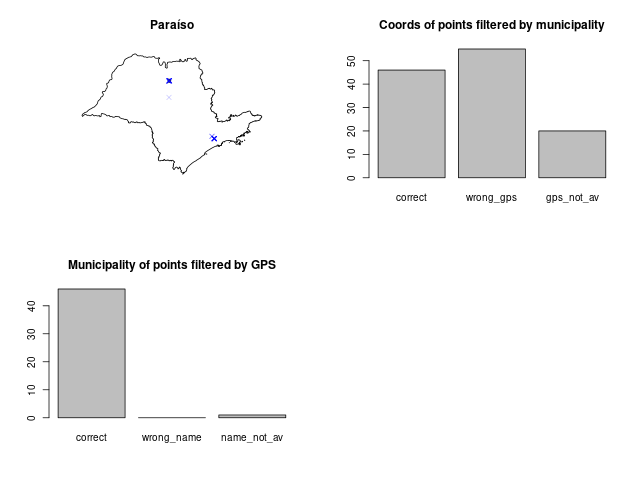 Paraíso
Coords of points filtered by municipality
50
40
30
20
10
0
correct wrong_gps gps_not_av
Municipality of points filtered by GPS
40
30
20
10
0
correct wrong_name name_not_av